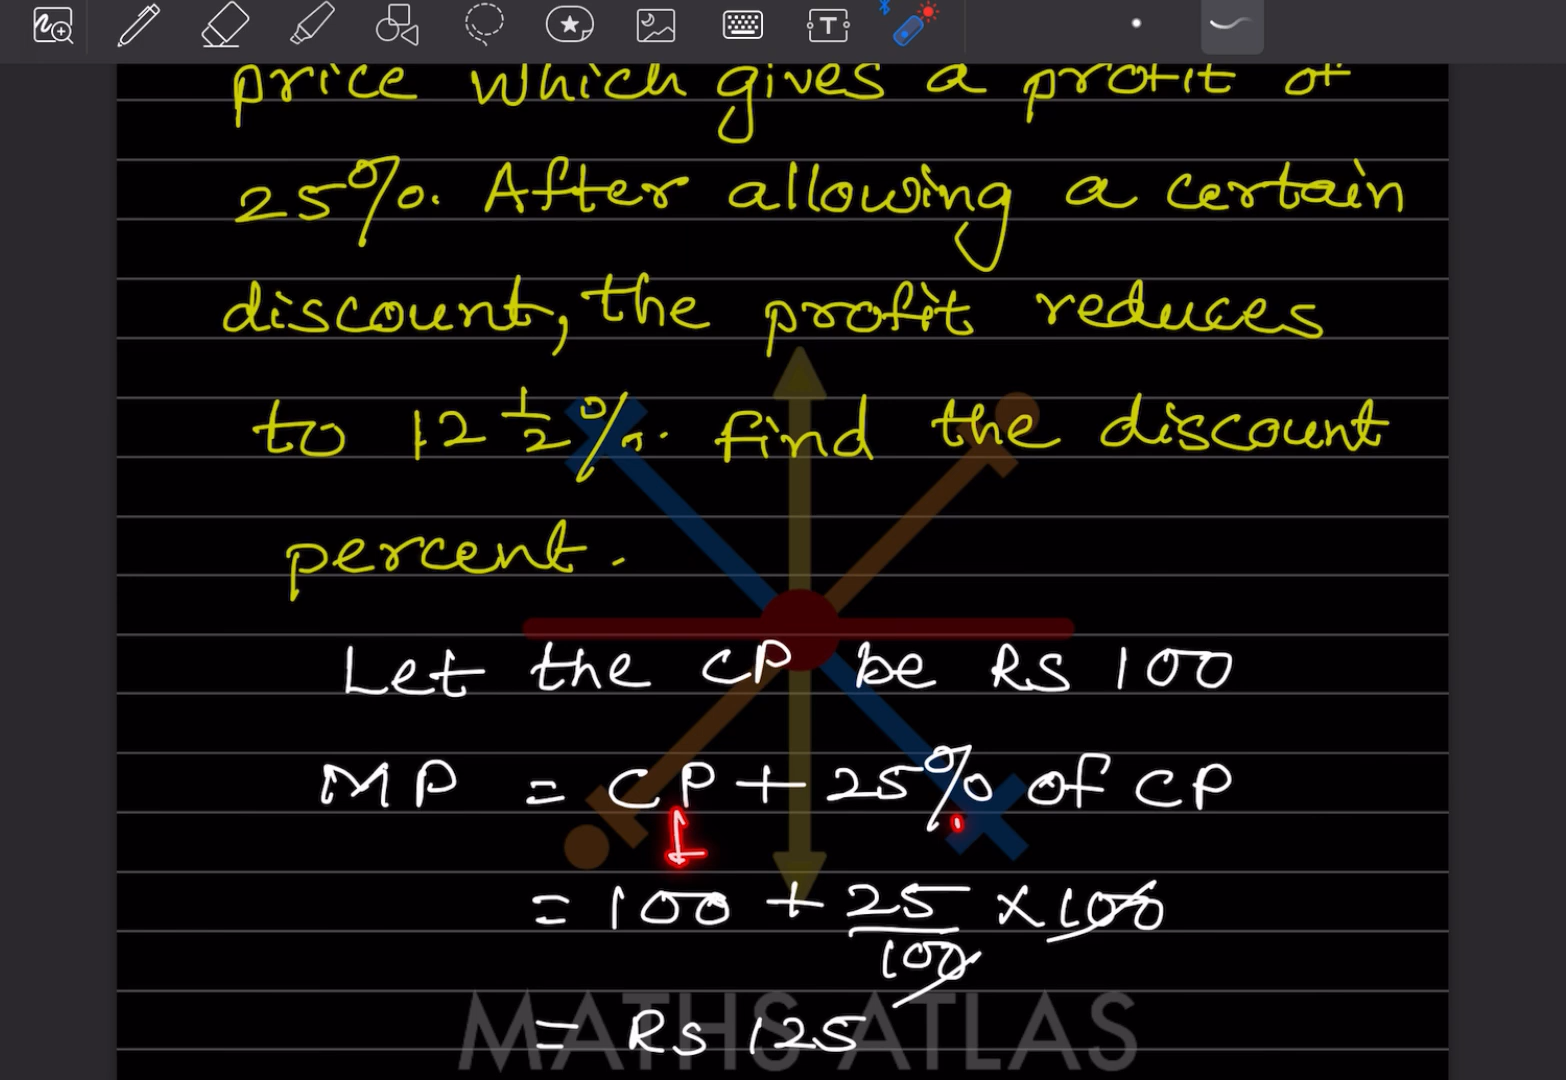 price which gives a profit of
25%. After allowing a certain
discount, the profit reduces
to 12 1/2 %. find the discount
percent.
Let the CP be Rs 100
MP = CP + 25% of CP
= 100 + 25/100 × 100
= Rs 125
MATHS ATLAS